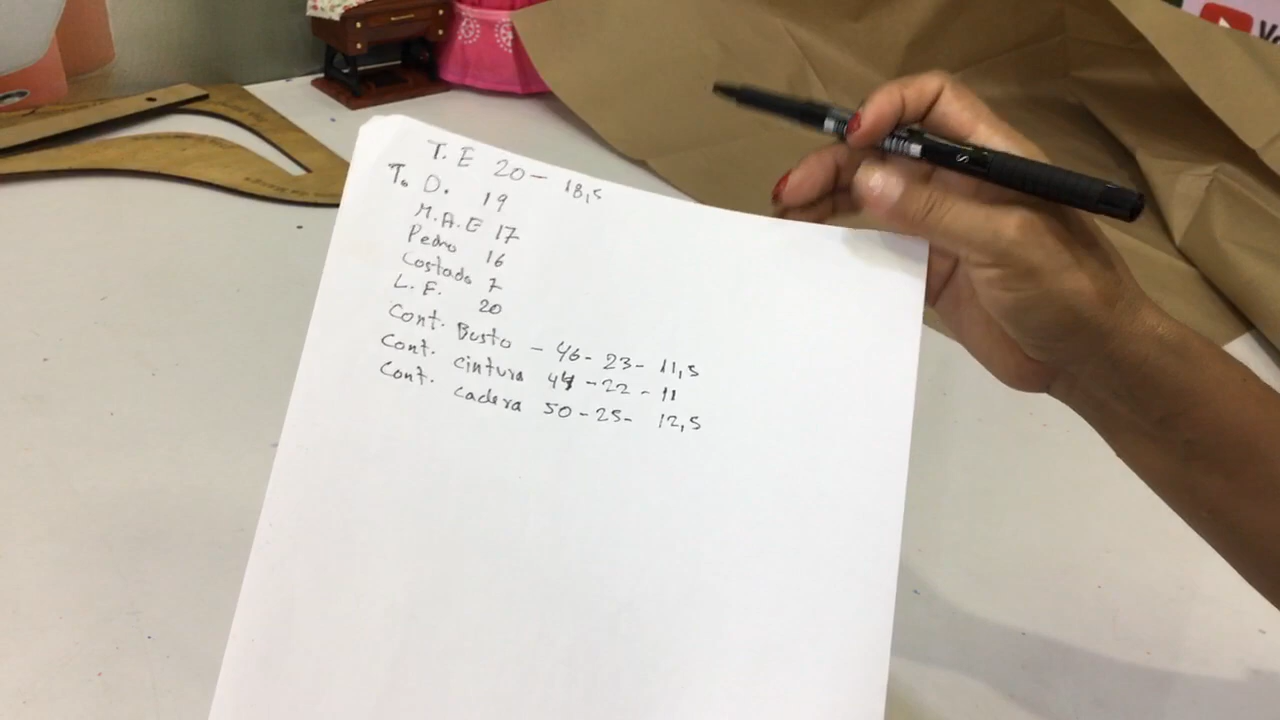 T. E 20 - 18,5
T. D. 19
M.A.E 17
Pecho 16
Costado 7
L. F. 20
Cont. Busto - 46 - 23 - 11,5
Cont. cintura 44 - 22 - 11
Cont. cadera 50 - 25 - 12,5
S